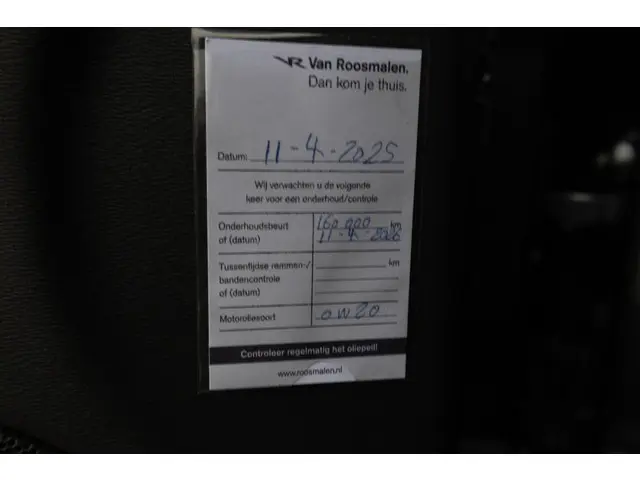 VR Van Roosmalen.
Dan kom je thuis.
Datum: 11-4-2025
Wij verwachten u de volgende
keer voor een onderhoud/controle
Onderhoudsbeurt 160.000 km
of (datum) 11-4-2026
Tussentijdse remmen-/ km
bandencontrole
of (datum)
Motoroliesoort 0W20
Controleer regelmatig het oliepeil!
www.roosmalen.nl